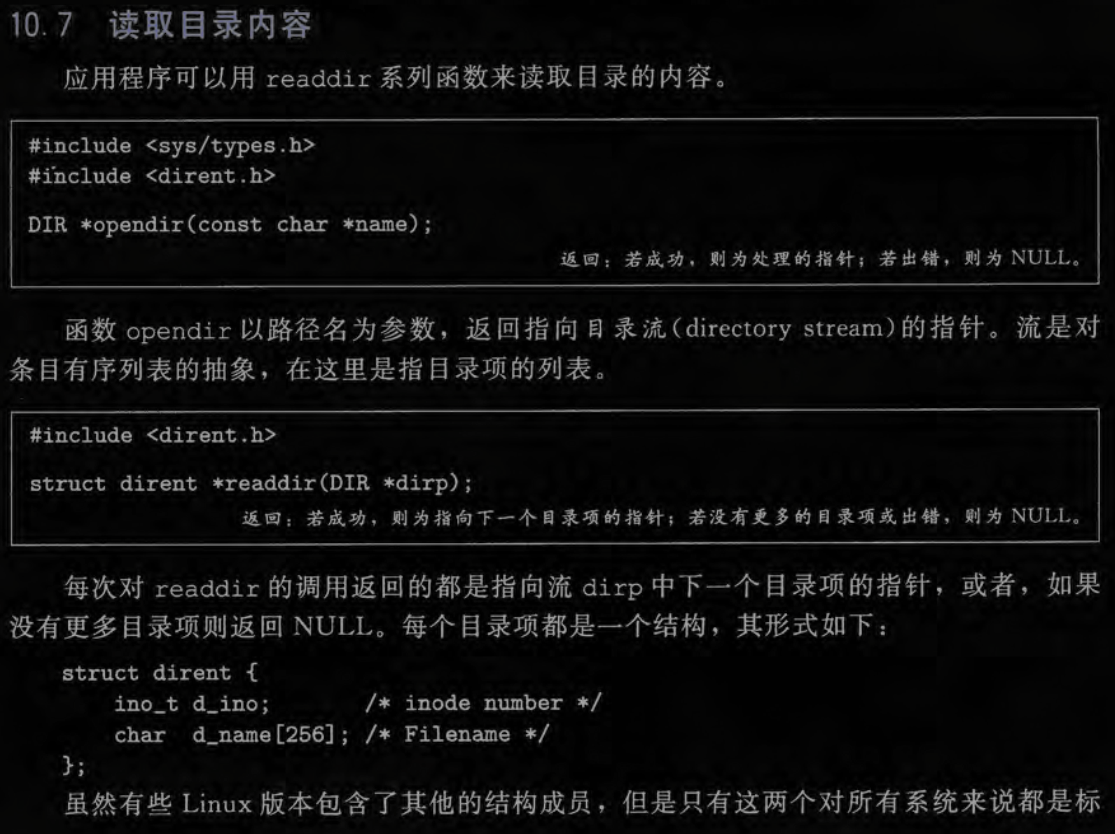 10.7 读取目录内容
应用程序可以用 readdir 系列函数来读取目录的内容。
#include <sys/types.h>
#include <dirent.h>
DIR *opendir(const char *name);
返回：若成功，则为处理的指针；若出错，则为 NULL。
函数 opendir 以路径名为参数，返回指向目录流(directory stream)的指针。流是对
条目有序列表的抽象，在这里是指目录项的列表。
#include <dirent.h>
struct dirent *readdir(DIR *dirp);
返回：若成功，则为指向下一个目录项的指针；若没有更多的目录项或出错，则为 NULL。
每次对 readdir 的调用返回的都是指向流 dirp 中下一个目录项的指针，或者，如果
没有更多目录项则返回 NULL。每个目录项都是一个结构，其形式如下：
struct dirent {
    ino_t d_ino;       /* inode number */
    char  d_name[256]; /* Filename */
};
虽然有些 Linux 版本包含了其他的结构成员，但是只有这两个对所有系统来说都是标